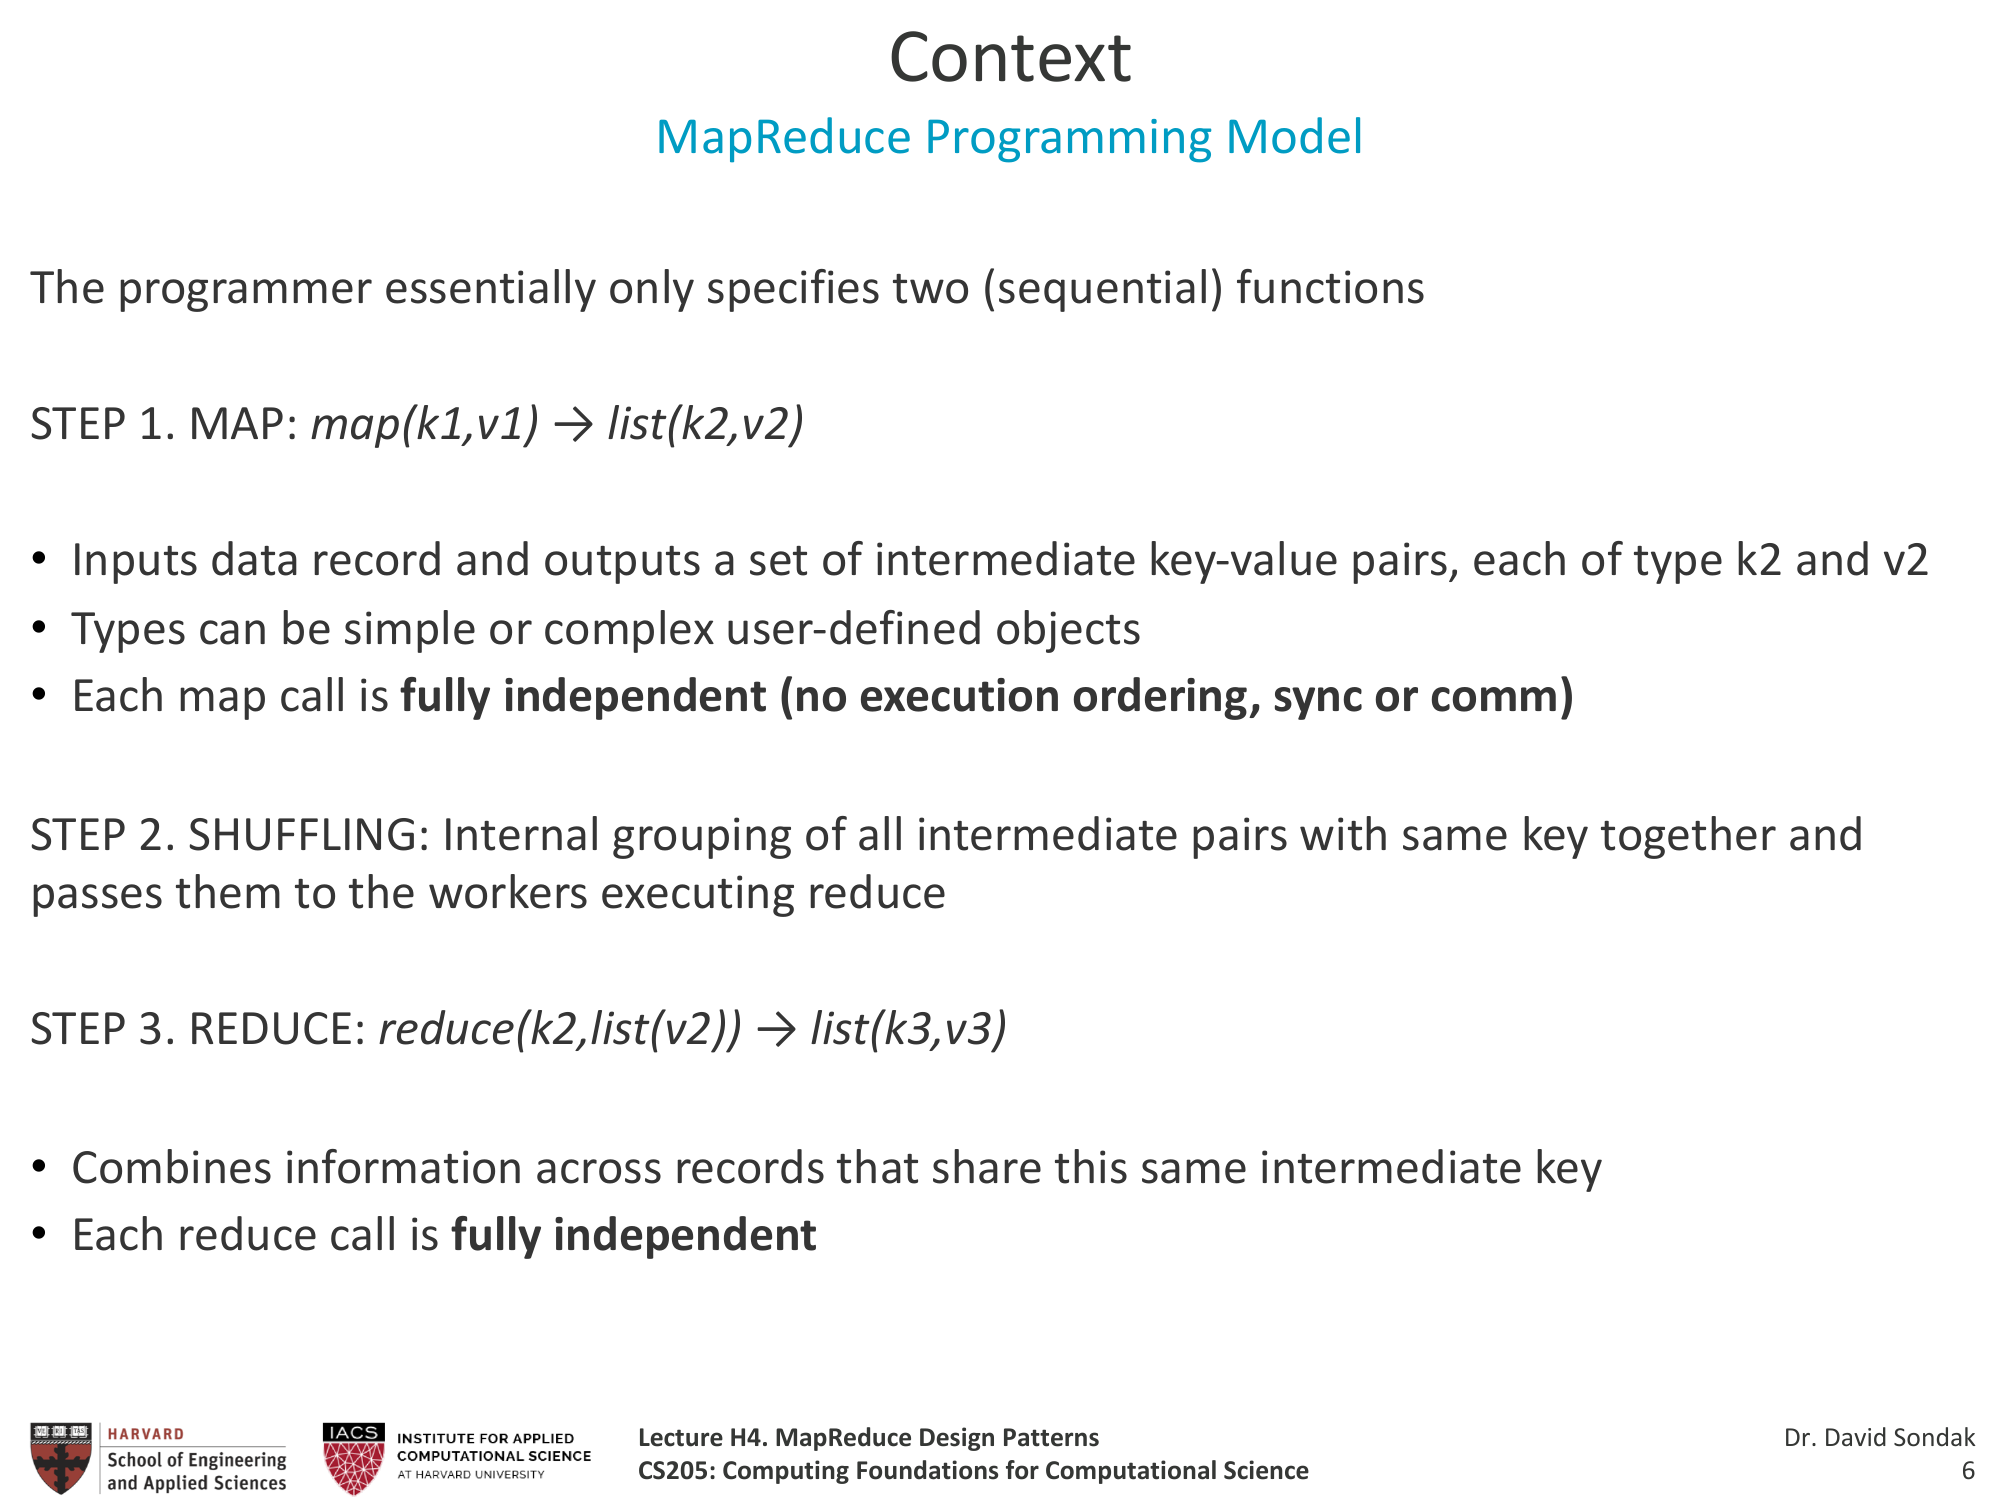 Context
MapReduce Programming Model
The programmer essentially only specifies two (sequential) functions
STEP 1. MAP: map(k1,v1) → list(k2,v2)
• Inputs data record and outputs a set of intermediate key-value pairs, each of type k2 and v2
• Types can be simple or complex user-defined objects
• Each map call is fully independent (no execution ordering, sync or comm)
STEP 2. SHUFFLING: Internal grouping of all intermediate pairs with same key together and
passes them to the workers executing reduce
STEP 3. REDUCE: reduce(k2,list(v2)) → list(k3,v3)
• Combines information across records that share this same intermediate key
• Each reduce call is fully independent
HARVARD
School of Engineering
and Applied Sciences
IACS
INSTITUTE FOR APPLIED
COMPUTATIONAL SCIENCE
AT HARVARD UNIVERSITY
Lecture H4. MapReduce Design Patterns
CS205: Computing Foundations for Computational Science
Dr. David Sondak
6